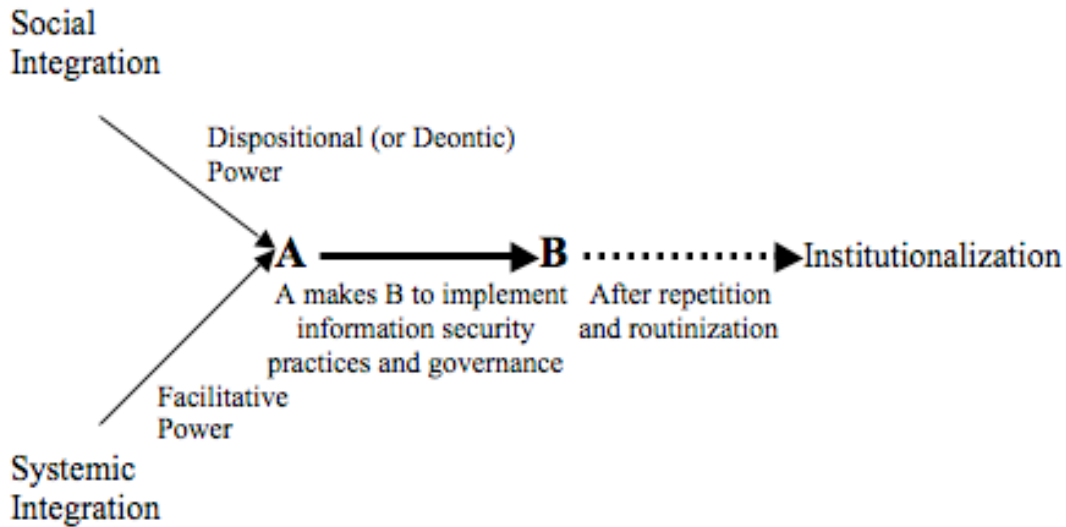 Social
Integration
Dispositional (or Deontic)
Power
A
B
Institutionalization
A makes B to implement
information security
practices and governance
After repetition
and routinization
Facilitative
Power
Systemic
Integration